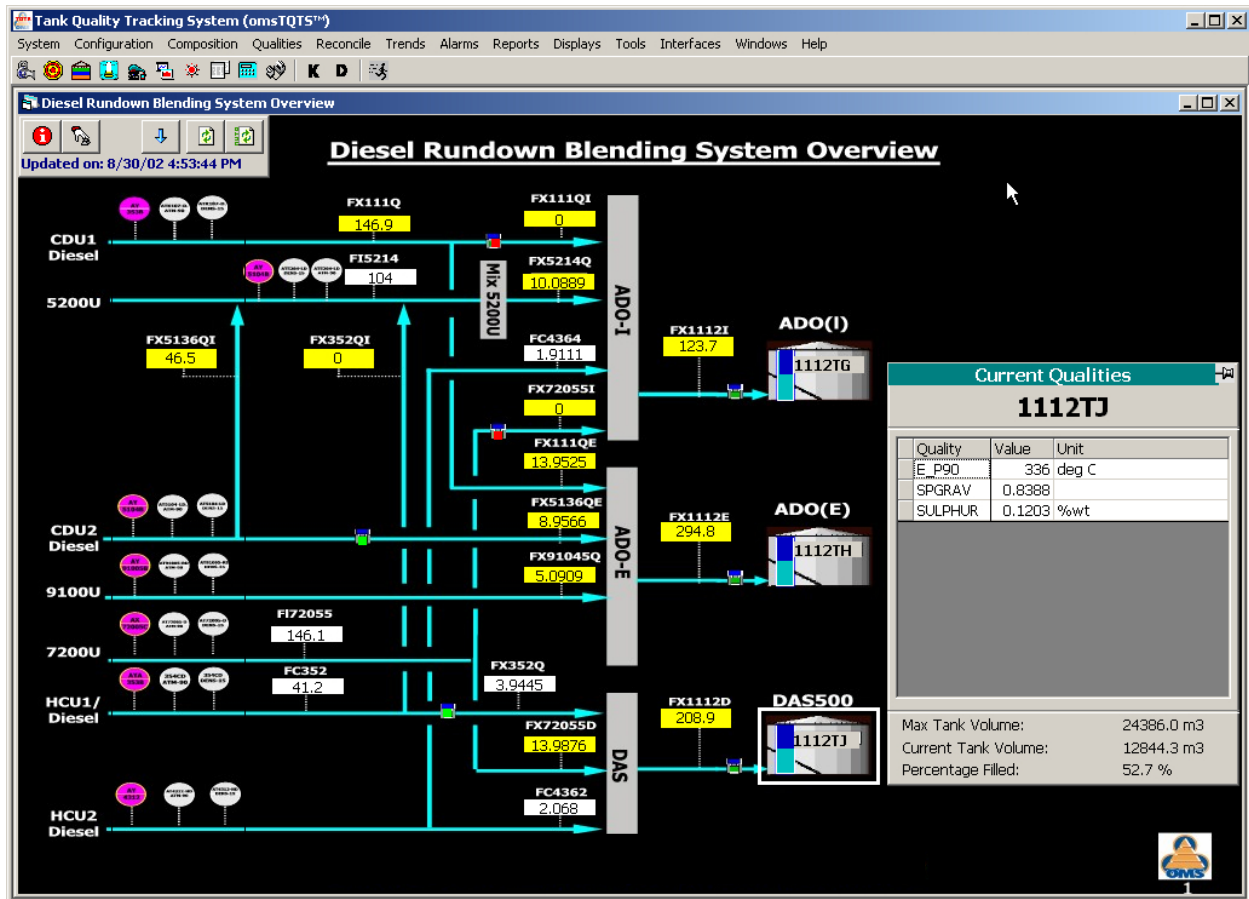 Tank Quality Tracking System (omsTQTS™)
System Configuration Composition Qualities Reconcile Trends Alarms Reports Displays Tools Interfaces Windows Help
K D
Diesel Rundown Blending System Overview
Updated on: 8/30/02 4:53:44 PM
Diesel Rundown Blending System Overview
CDU1
Diesel
FX111Q
146.9
FX111QI
0
FI5214
104
FX5214Q
10.0889
5200U
Mix 5200U
FX5136QI
46.5
FX352QI
0
FC4364
1.9111
ADO-I
FX72055I
0
FX1112I
123.7
ADO(I)
1112TG
FX111QE
13.9525
CDU2
Diesel
FX5136QE
8.9566
FX91045Q
5.0909
9100U
ADO-E
FX1112E
294.8
ADO(E)
1112TH
7200U
FI72055
146.1
HCU1/
Diesel
FC352
41.2
FX352Q
3.9445
FX72055D
13.9876
DAS
FX1112D
208.9
DAS500
1112TJ
HCU2
Diesel
FC4362
2.068
Current Qualities
1112TJ
Quality Value Unit
E_P90 336 deg C
SPGRAV 0.8388
SULPHUR 0.1203 %wt
Max Tank Volume: 24386.0 m3
Current Tank Volume: 12844.3 m3
Percentage Filled: 52.7 %
OMS
1